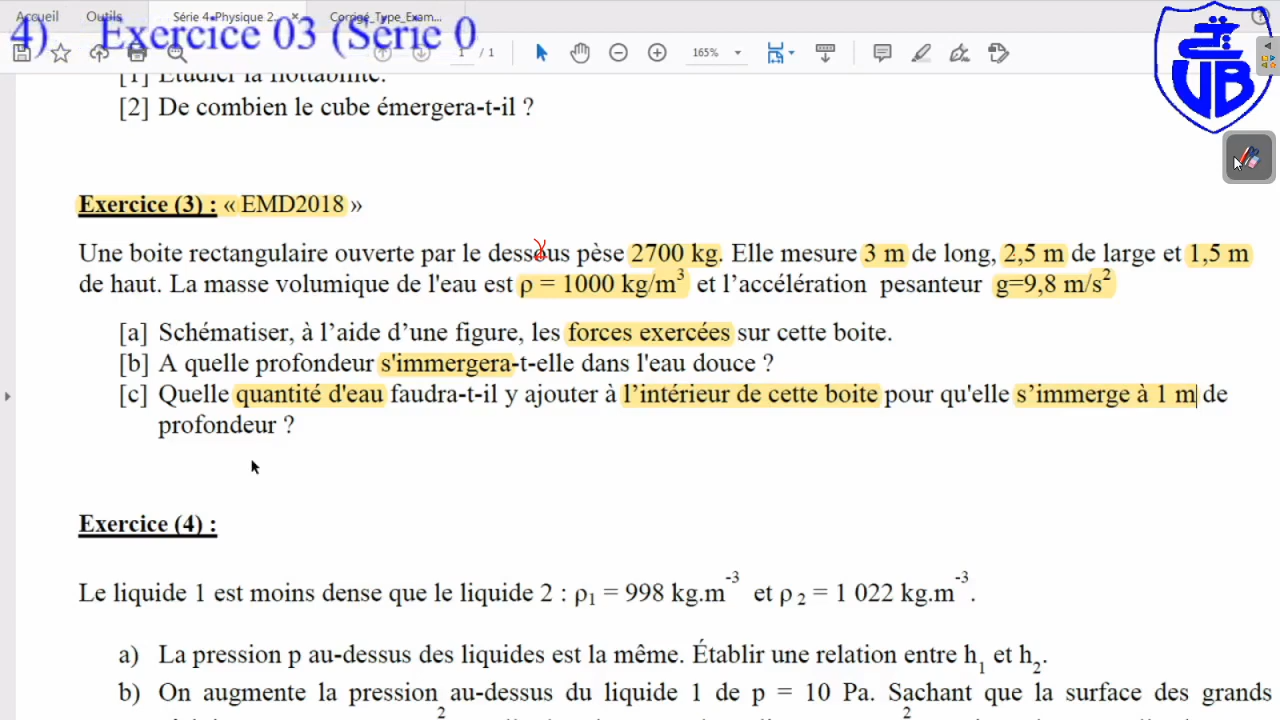 Accueil Outils Série 4-Physique 2... × Corrigé_Type_Exam...
4) Exercice 03 (Série 0
1 / 1 165%
UB
[1] Etudier la flottabilité.
[2] De combien le cube émergera-t-il ?
Exercice (3) : « EMD2018 »
Une boite rectangulaire ouverte par le dessous pèse 2700 kg. Elle mesure 3 m de long, 2,5 m de large et 1,5 m
de haut. La masse volumique de l'eau est ρ = 1000 kg/m³ et l’accélération pesanteur g=9,8 m/s²
[a] Schématiser, à l’aide d’une figure, les forces exercées sur cette boite.
[b] A quelle profondeur s'immergera-t-elle dans l'eau douce ?
[c] Quelle quantité d'eau faudra-t-il y ajouter à l’intérieur de cette boite pour qu'elle s’immerge à 1 m de
profondeur ?
Exercice (4) :
Le liquide 1 est moins dense que le liquide 2 : ρ₁ = 998 kg.m⁻³ et ρ ₂ = 1 022 kg.m⁻³.
a) La pression p au-dessus des liquides est la même. Établir une relation entre h₁ et h₂.
b) On augmente la pression au-dessus du liquide 1 de p = 10 Pa. Sachant que la surface des grands